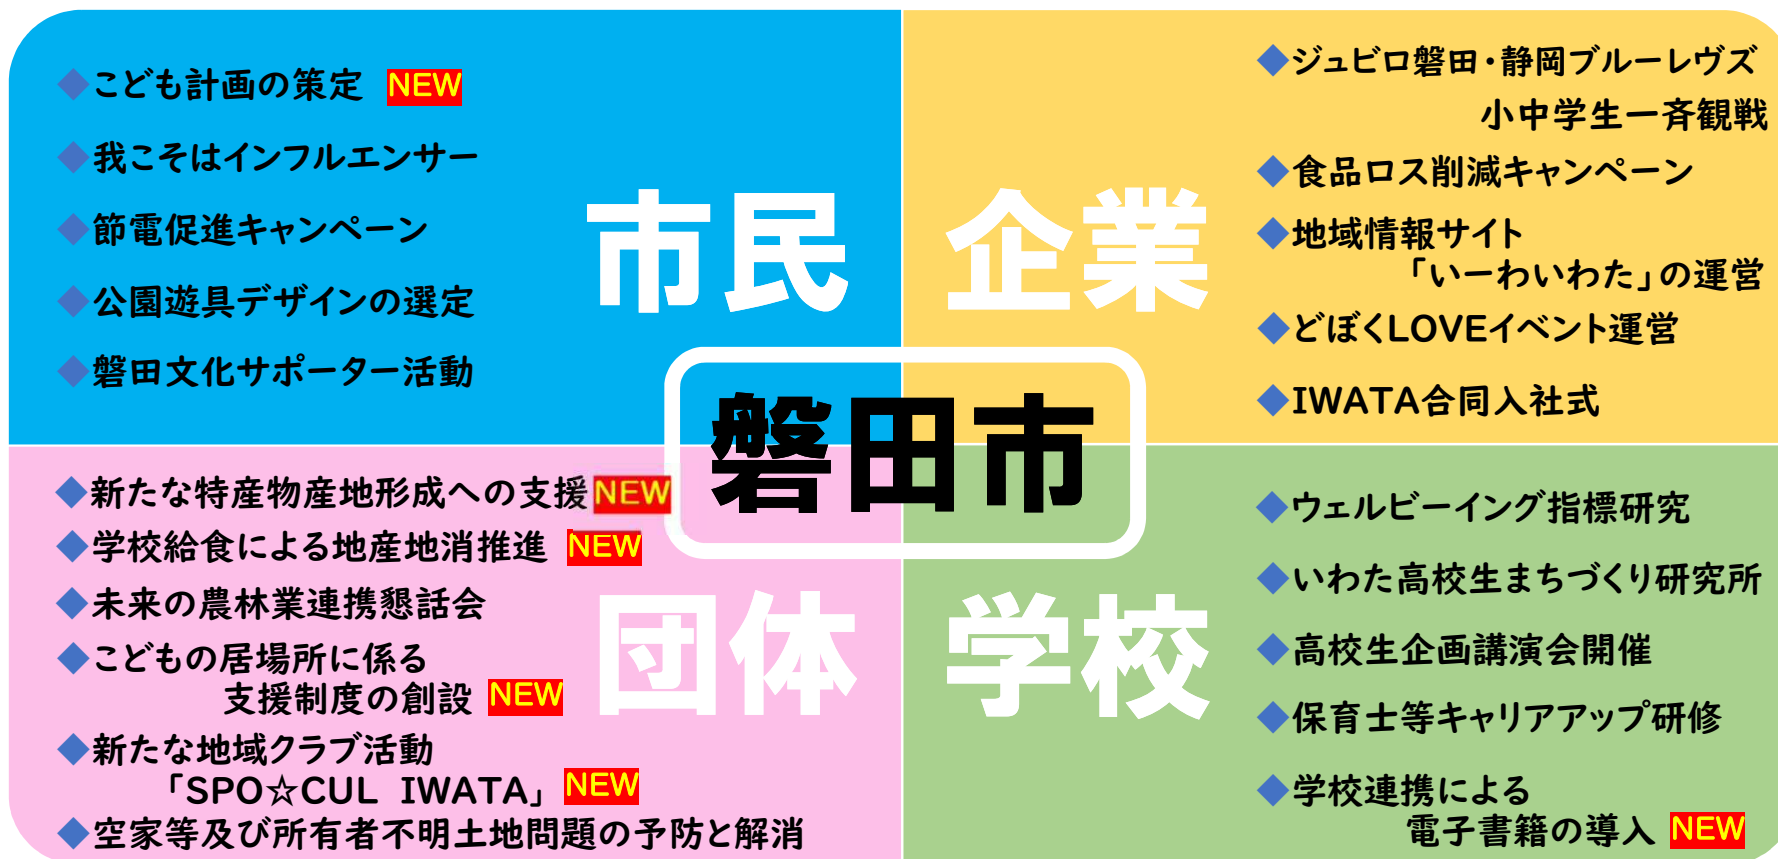 ◆こども計画の策定 NEW
◆我こそはインフルエンサー
◆節電促進キャンペーン
◆公園遊具デザインの選定
◆磐田文化サポーター活動
市民
企業
◆ジュビロ磐田・静岡ブルーレヴズ
小中学生一斉観戦
◆食品ロス削減キャンペーン
◆地域情報サイト
「いーわいわた」の運営
◆どぼくLOVEイベント運営
◆IWATA合同入社式
磐田市
◆新たな特産物産地形成への支援 NEW
◆学校給食による地産地消推進 NEW
◆未来の農林業連携懇話会
◆こどもの居場所に係る
支援制度の創設 NEW
◆新たな地域クラブ活動
「SPO☆CUL IWATA」 NEW
◆空家等及び所有者不明土地問題の予防と解消
団体
学校
◆ウェルビーイング指標研究
◆いわた高校生まちづくり研究所
◆高校生企画講演会開催
◆保育士等キャリアアップ研修
◆学校連携による
電子書籍の導入 NEW